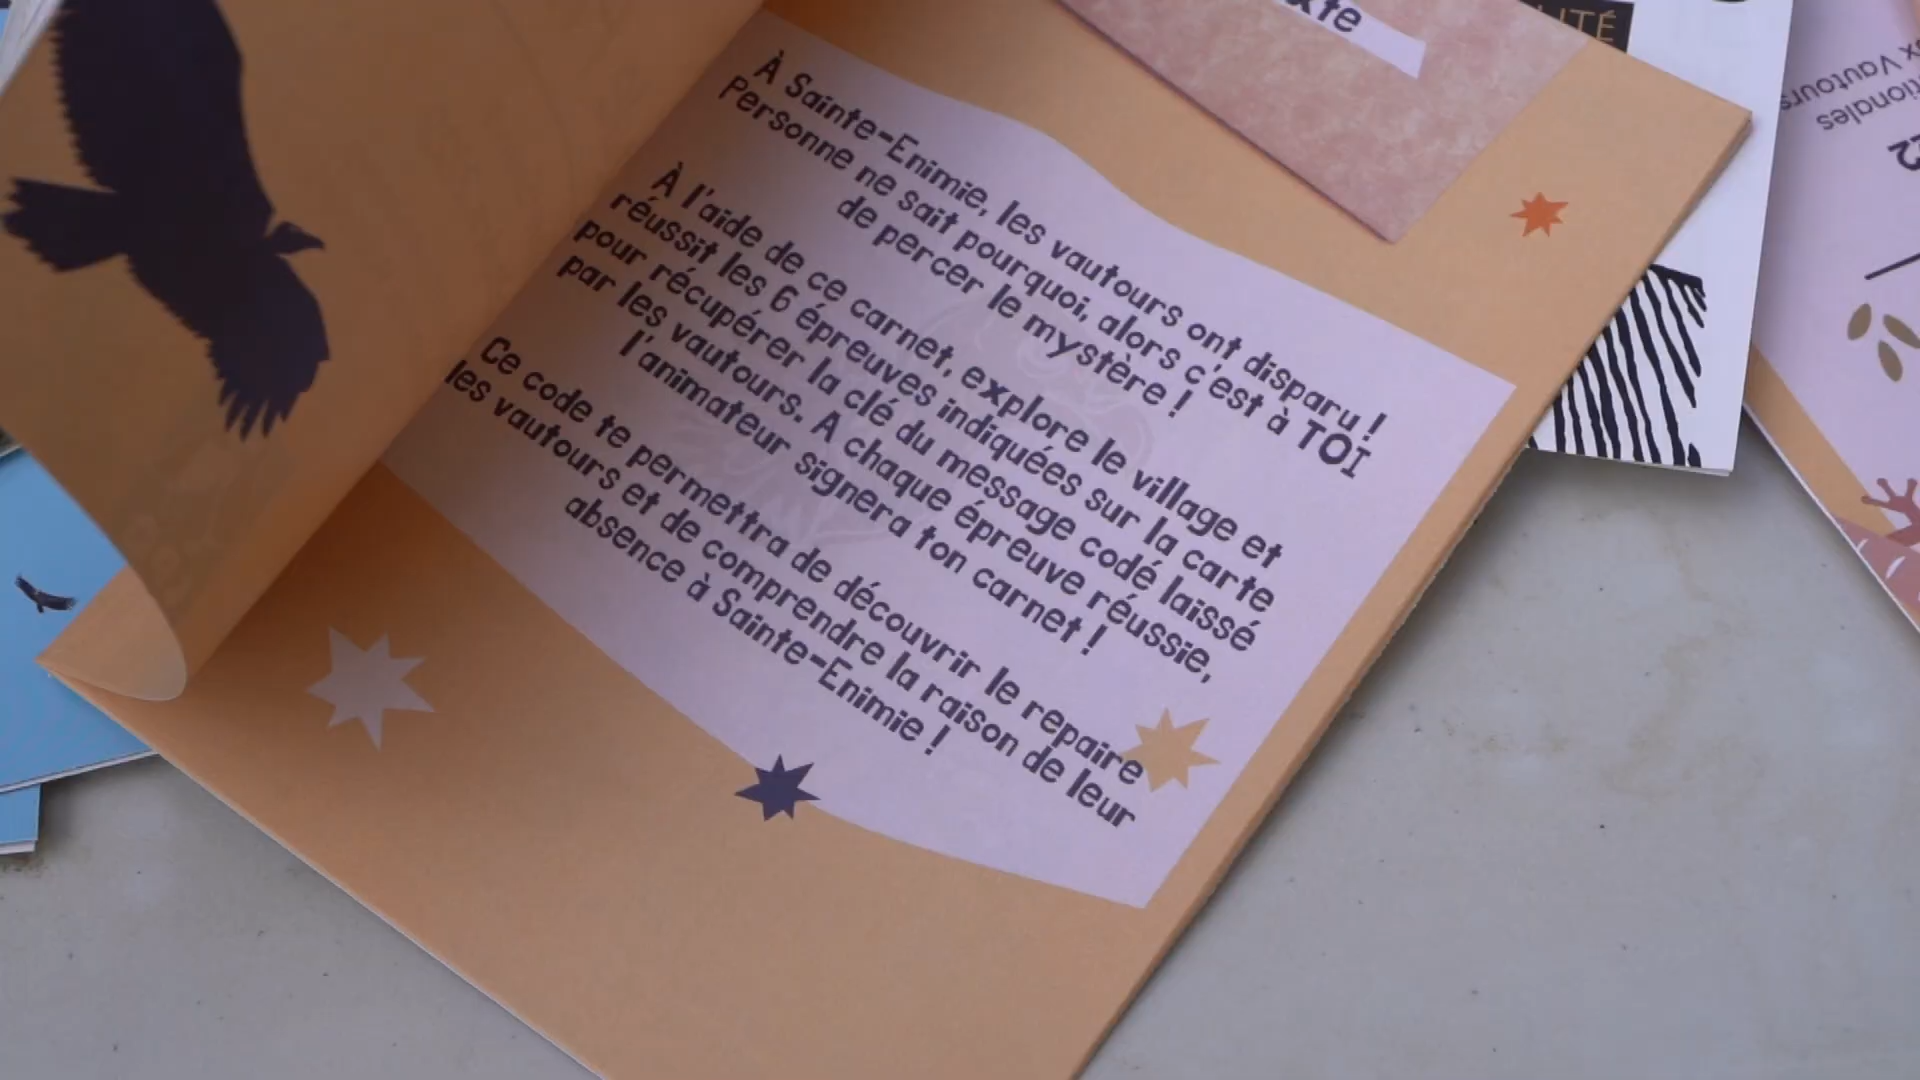 À Sainte-Enimie, les vautours ont disparu !
Personne ne sait pourquoi, alors c'est à TOI
de percer le mystère !
À l'aide de ce carnet, explore le village et
réussit les 6 épreuves indiquées sur la carte
pour récupérer la clé du message codé laissé
par les vautours. A chaque épreuve réussie,
l'animateur signera ton carnet !
Ce code te permettra de découvrir le repaire
les vautours et de comprendre la raison de leur
absence à Sainte-Enimie !
x Vautours